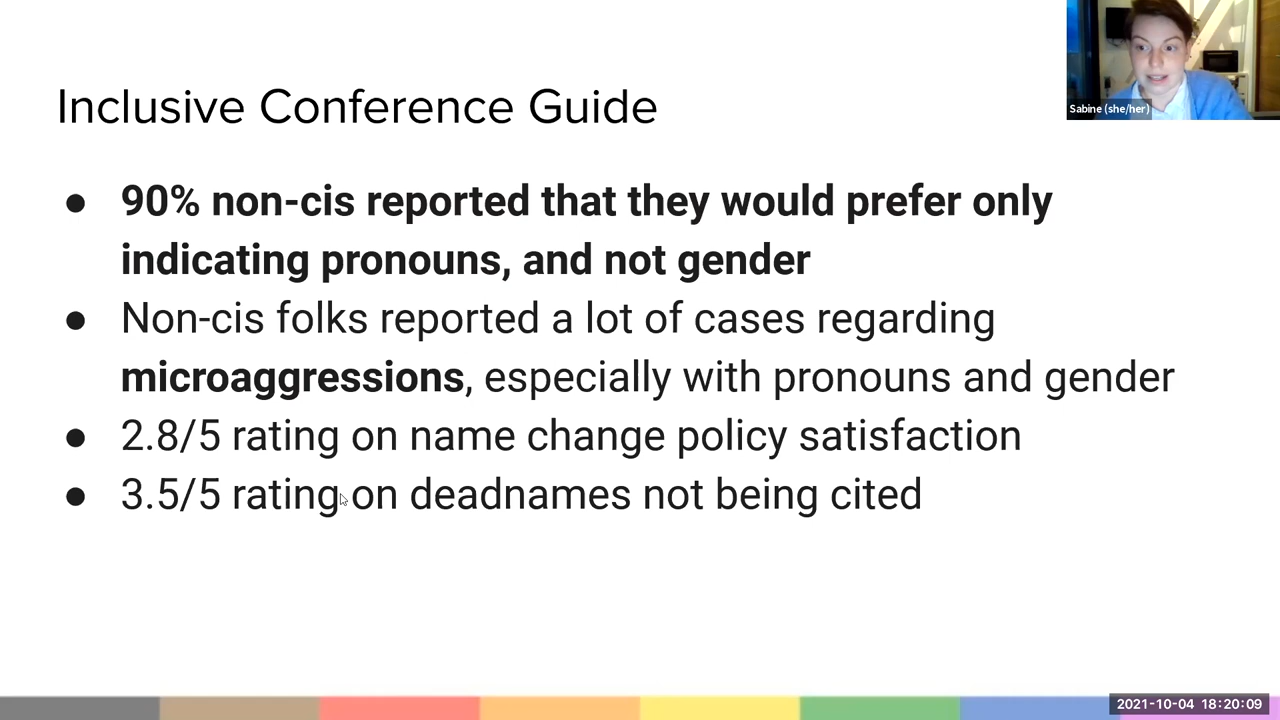 Sabine (she/her)
Inclusive Conference Guide
● 90% non-cis reported that they would prefer only
indicating pronouns, and not gender
● Non-cis folks reported a lot of cases regarding
microaggressions, especially with pronouns and gender
● 2.8/5 rating on name change policy satisfaction
● 3.5/5 rating on deadnames not being cited
2021-10-04 18:20:09